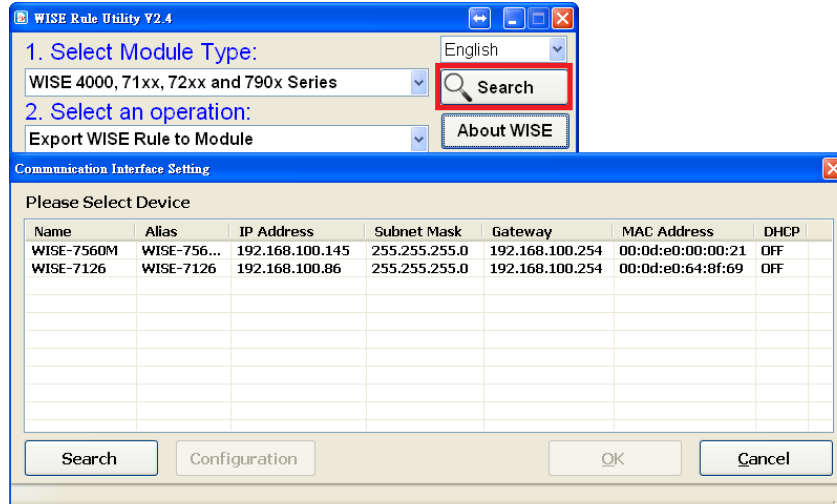 WISE Rule Utility V2.4
1. Select Module Type:
English
WISE 4000, 71xx, 72xx and 790x Series
Search
2. Select an operation:
Export WISE Rule to Module
About WISE
Communication Interface Setting
Please Select Device
Name Alias IP Address Subnet Mask Gateway MAC Address DHCP
WISE-7560M WISE-756... 192.168.100.145 255.255.255.0 192.168.100.254 00:0d:e0:00:00:21 OFF
WISE-7126 WISE-7126 192.168.100.86 255.255.255.0 192.168.100.254 00:0d:e0:64:8f:69 OFF
Search Configuration OK Cancel